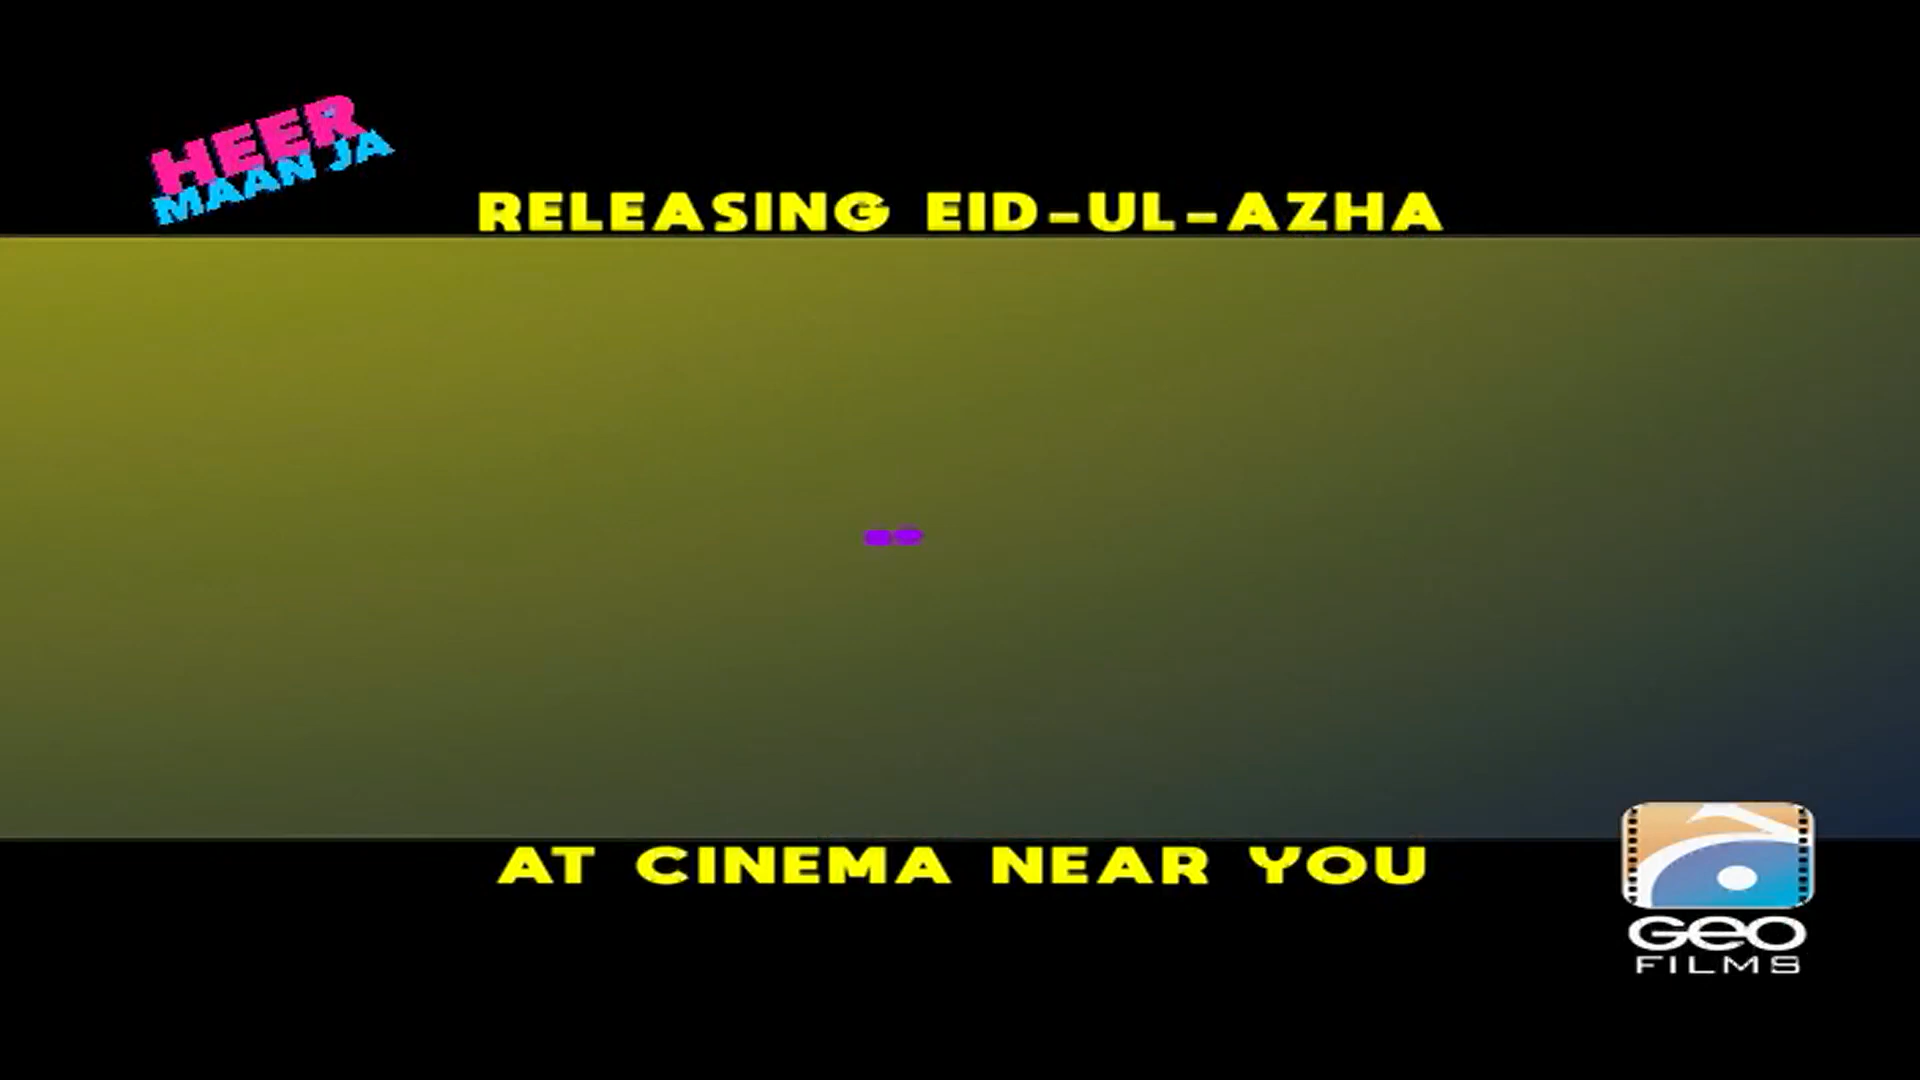 HEER
MAAN JA
RELEASING EID-UL-AZHA
AT CINEMA NEAR YOU
GEO
FILMS